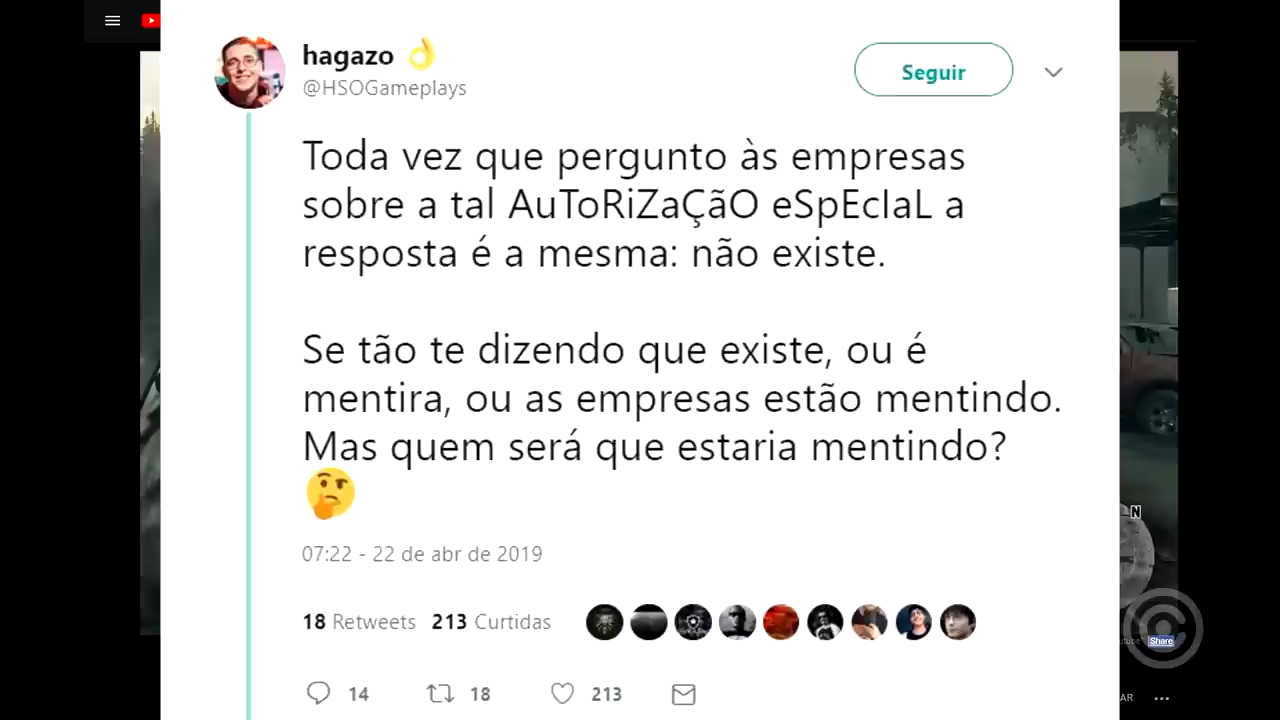 hagazo 👌
@HSOGameplays
Seguir
Toda vez que pergunto às empresas
sobre a tal AuToRiZaÇãO eSpEcIaL a
resposta é a mesma: não existe.
Se tão te dizendo que existe, ou é
mentira, ou as empresas estão mentindo.
Mas quem será que estaria mentindo?
🤔
07:22 - 22 de abr de 2019
18 Retweets 213 Curtidas
14 18 213
N
Share
AR